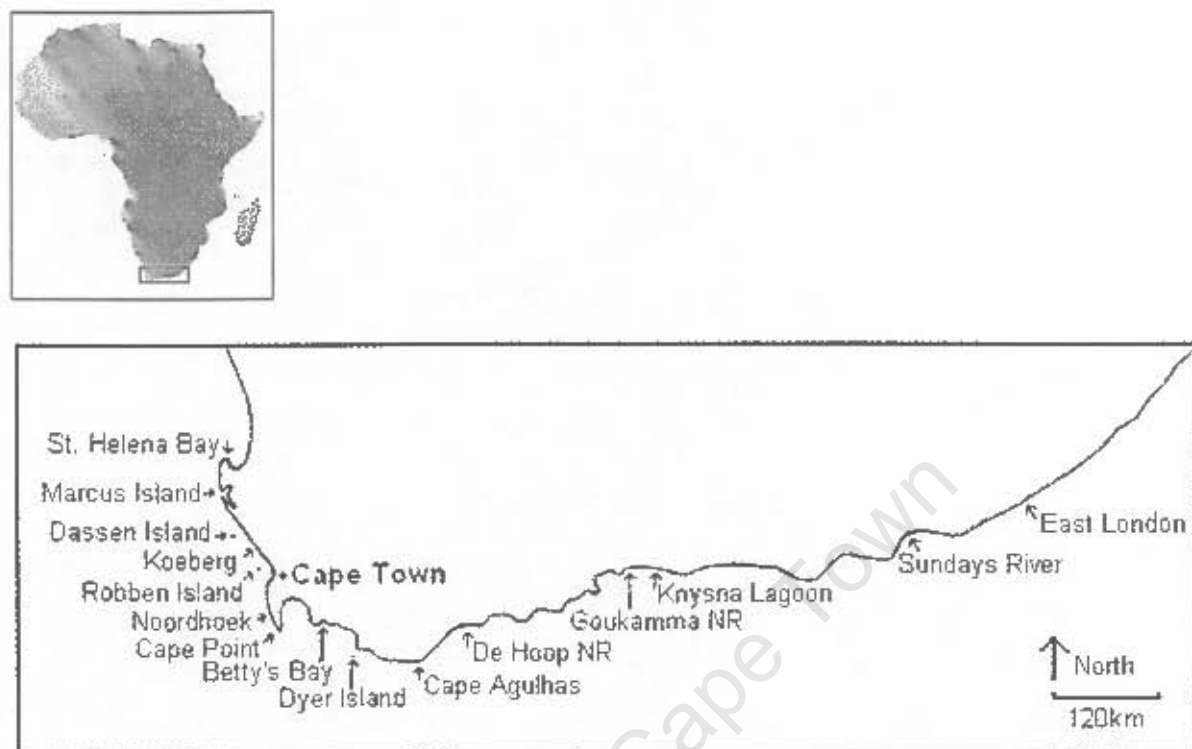 St. Helena Bay
Marcus Island
Dassen Island
Koeberg
Cape Town
Robben Island
Noordhoek
Cape Point
Betty's Bay
Dyer Island
Cape Agulhas
De Hoop NR
Goukamma NR
Knysna Lagoon
Sundays River
East London
North
120km
Cape Town